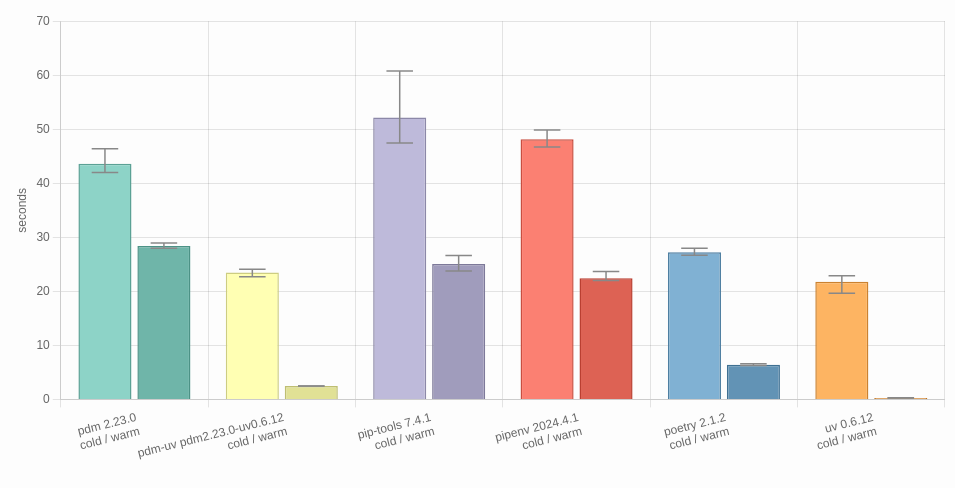 70
60
50
40
30
20
10
0
seconds
pdm 2.23.0
cold / warm
pdm-uv pdm2.23.0-uv0.6.12
cold / warm
pip-tools 7.4.1
cold / warm
pipenv 2024.4.1
cold / warm
poetry 2.1.2
cold / warm
uv 0.6.12
cold / warm